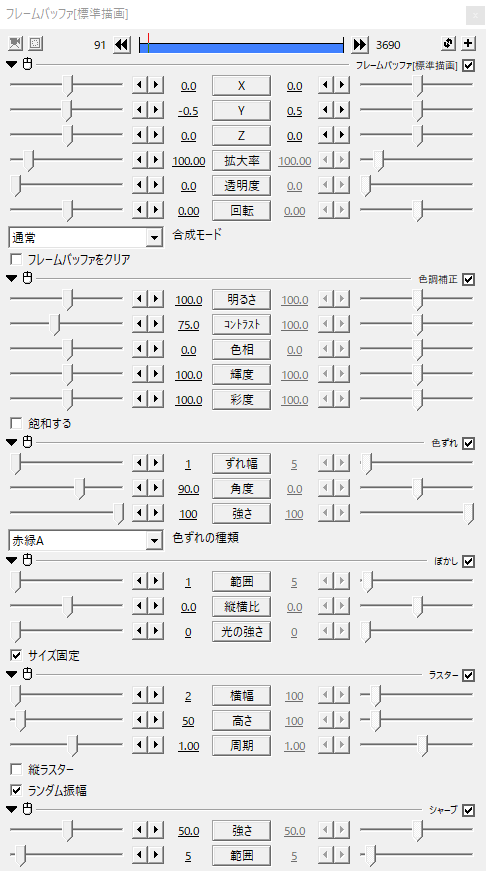 フレームバッファ[標準描画]
x
91
3690
フレームバッファ[標準描画]
0.0 X 0.0
-0.5 Y 0.5
0.0 Z 0.0
100.00 拡大率 100.00
0.0 透明度 0.0
0.00 回転 0.00
通常 合成モード
フレームバッファをクリア
色調補正
100.0 明るさ 100.0
75.0 コントラスト 100.0
0.0 色相 0.0
100.0 輝度 100.0
100.0 彩度 100.0
飽和する
色ずれ
1 ずれ幅 5
90.0 角度 0.0
100 強さ 100
赤緑A 色ずれの種類
ぼかし
1 範囲 5
0.0 縦横比 0.0
0 光の強さ 0
サイズ固定
ラスター
2 横幅 100
50 高さ 100
1.00 周期 1.00
縦ラスター
ランダム振幅
シャープ
50.0 強さ 50.0
5 範囲 5